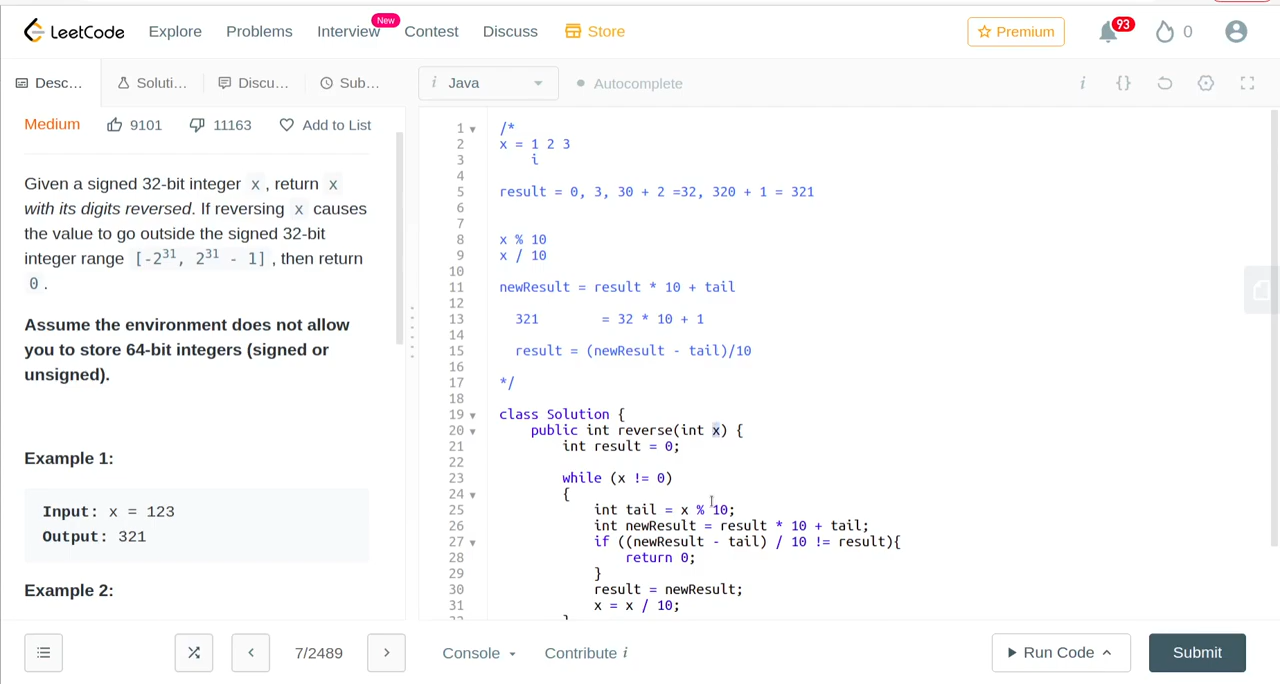 LeetCode Explore Problems Interview New Contest Discuss Store Premium 93 0
Desc... Soluti... Discu... Sub...
i Java Autocomplete i {}
Medium 9101 11163 Add to List
Given a signed 32-bit integer x, return x
with its digits reversed. If reversing x causes
the value to go outside the signed 32-bit
integer range [-2³¹, 2³¹ - 1], then return
0.
Assume the environment does not allow
you to store 64-bit integers (signed or
unsigned).
Example 1:
Input: x = 123
Output: 321
Example 2:
1 /*
2 x = 1 2 3
3     i
4
5 result = 0, 3, 30 + 2 =32, 320 + 1 = 321
6
7
8 x % 10
9 x / 10
10
11 newResult = result * 10 + tail
12
13   321        = 32 * 10 + 1
14
15   result = (newResult - tail)/10
16
17 */
18
19 class Solution {
20     public int reverse(int x) {
21         int result = 0;
22
23         while (x != 0)
24         {
25             int tail = x % 10;
26             int newResult = result * 10 + tail;
27             if ((newResult - tail) / 10 != result){
28                 return 0;
29             }
30             result = newResult;
31             x = x / 10;
7/2489 Console Contribute i Run Code Submit